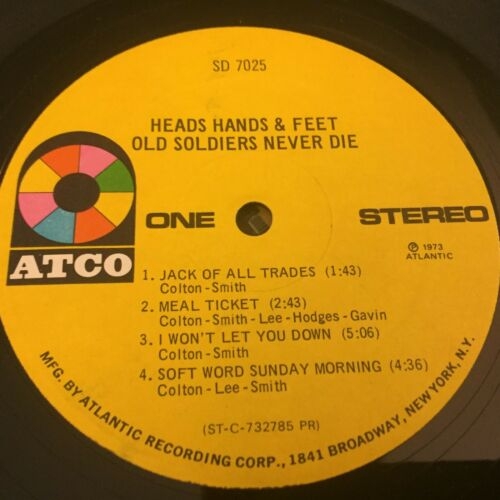 SD 7025
HEADS HANDS & FEET
OLD SOLDIERS NEVER DIE
ATCO
ONE
STEREO
Ⓟ 1973
ATLANTIC
1. JACK OF ALL TRADES (1:43)
Colton-Smith
2. MEAL TICKET (2:43)
Colton-Smith-Lee-Hodges-Gavin
3. I WON'T LET YOU DOWN (5:06)
Colton-Smith
4. SOFT WORD SUNDAY MORNING (4:36)
Colton-Lee-Smith
(ST-C-732785 PR)
MFG. BY ATLANTIC RECORDING CORP., 1841 BROADWAY, NEW YORK, N.Y.